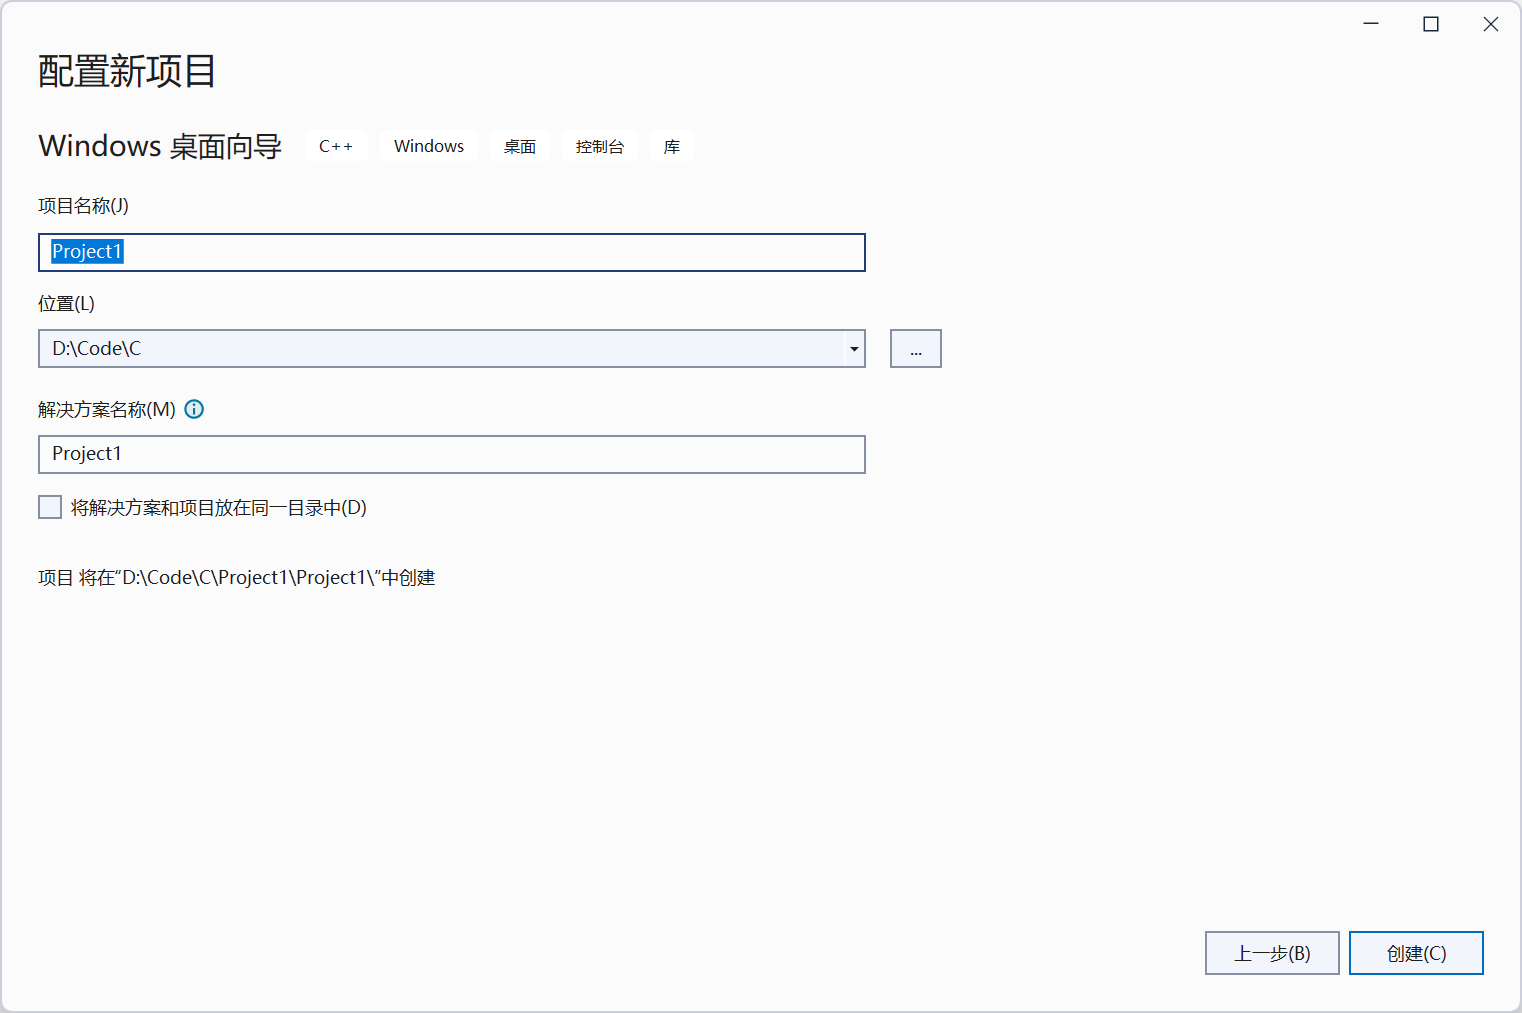 配置新项目
Windows 桌面向导 C++ Windows 桌面 控制台 库
项目名称(J)
Project1
位置(L)
D:\Code\C
...
解决方案名称(M)
Project1
将解决方案和项目放在同一目录中(D)
项目 将在“D:\Code\C\Project1\Project1\”中创建
上一步(B) 创建(C)